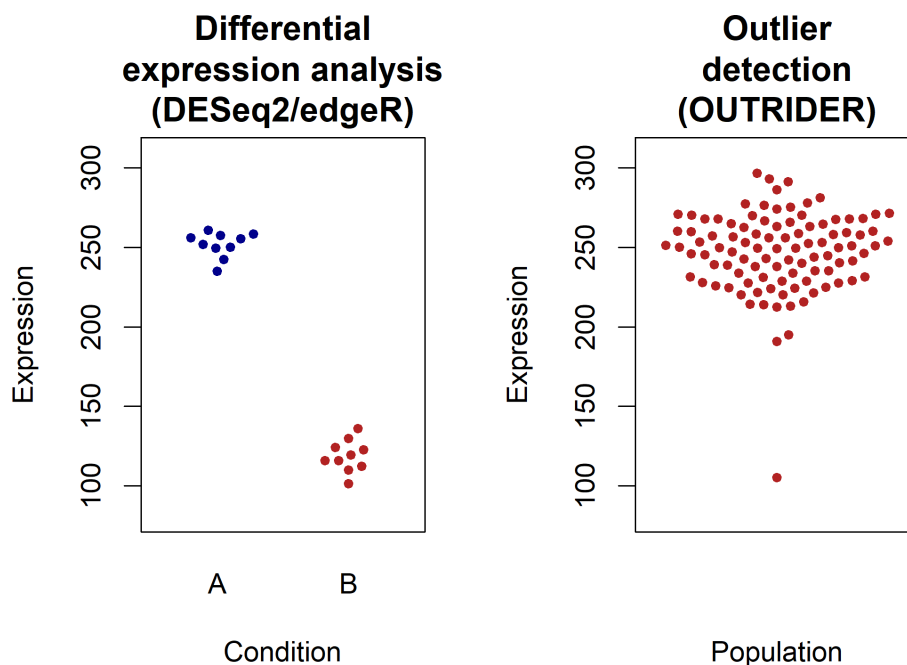 Differential
expression analysis
(DESeq2/edgeR)
Expression
300
250
200
150
100
A
B
Condition
Outlier
detection
(OUTRIDER)
Expression
300
250
200
150
100
Population